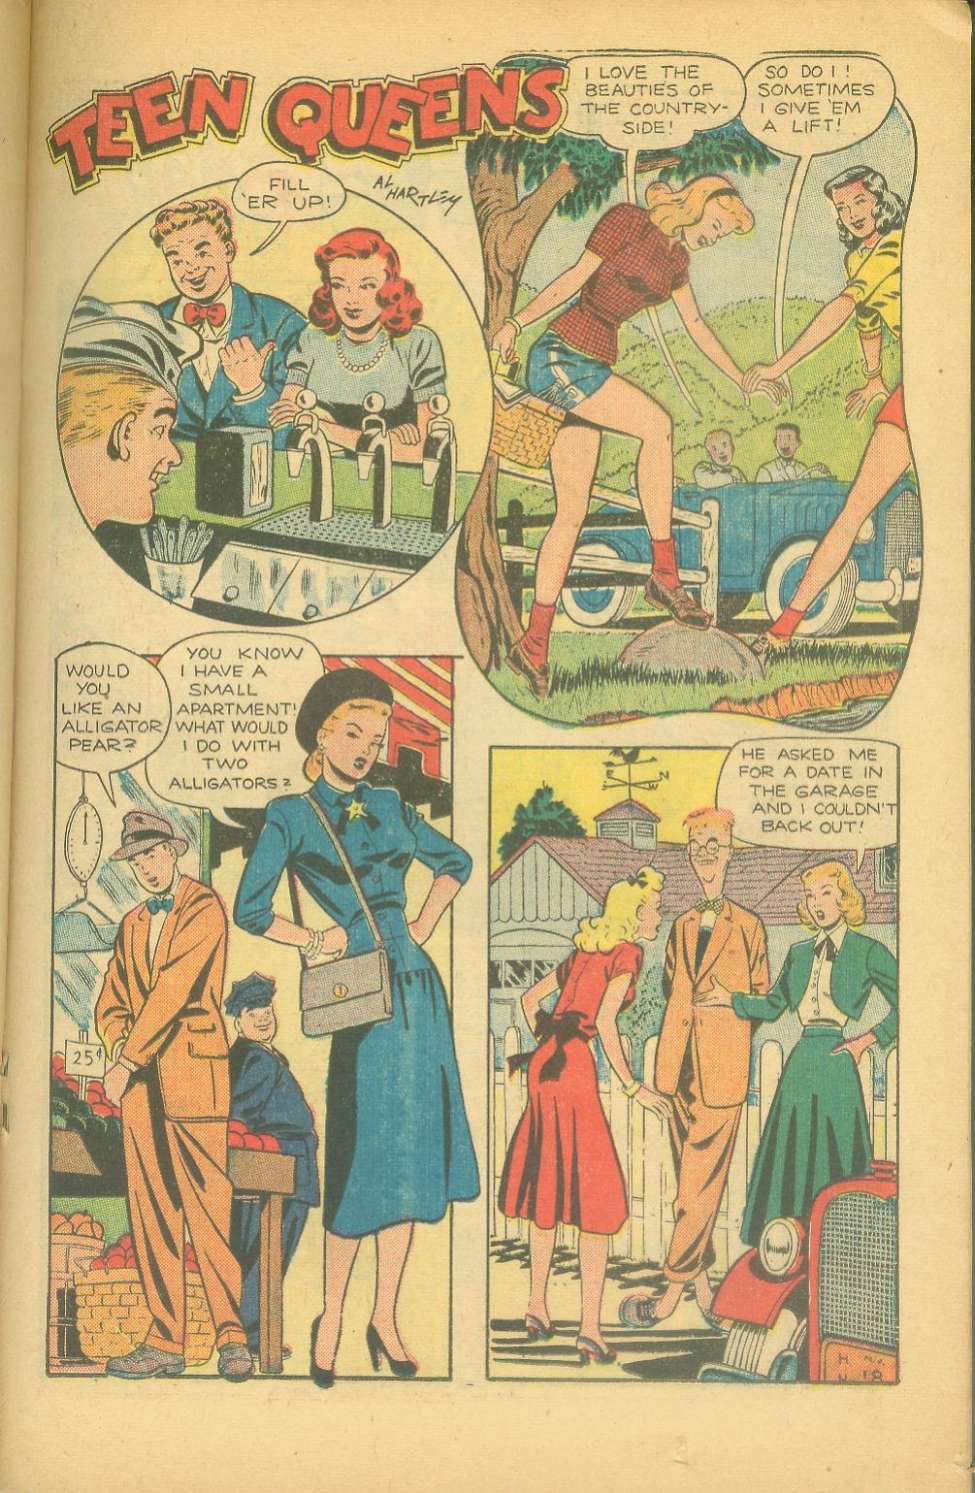 TEEN QUEENS
AL
HARTLEY
FILL
'ER UP!
I LOVE THE
BEAUTIES OF
THE COUNTRY-
SIDE!
SO DO I!
SOMETIMES
I GIVE 'EM
A LIFT!
WOULD
YOU
LIKE AN
ALLIGATOR
PEAR?
YOU KNOW
I HAVE A
SMALL
APARTMENT!
WHAT WOULD
I DO WITH
TWO
ALLIGATORS?
25¢
HE ASKED ME
FOR A DATE IN
THE GARAGE
AND I COULDN'T
BACK OUT!
N
E